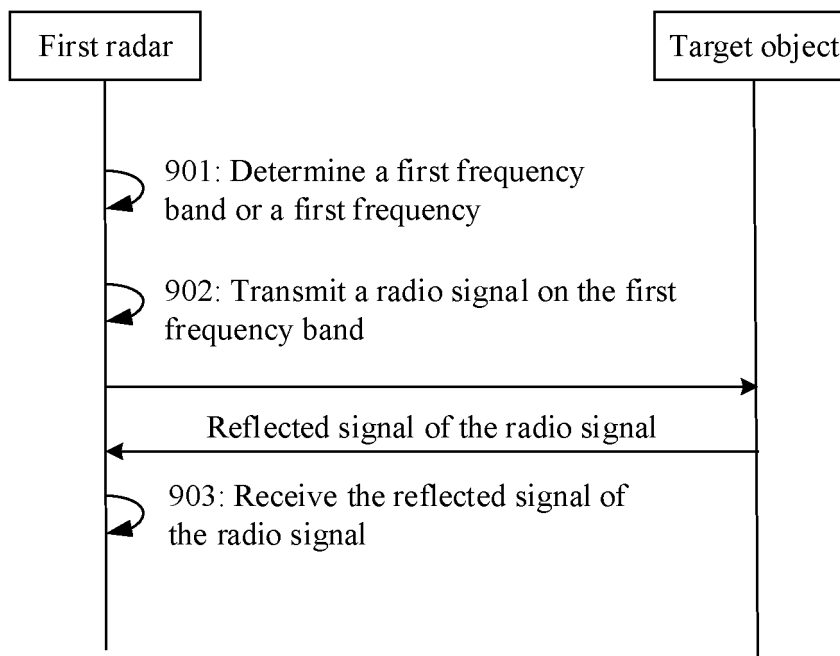 First radar
Target object
901: Determine a first frequency
band or a first frequency
902: Transmit a radio signal on the first
frequency band
Reflected signal of the radio signal
903: Receive the reflected signal of
the radio signal